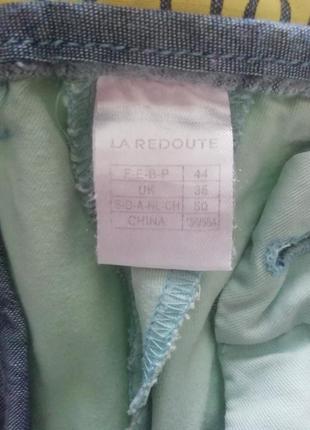 LA REDOUTE
F-E-B-P 44
UK 36
S-D-A-NL-CH 50
CHINA